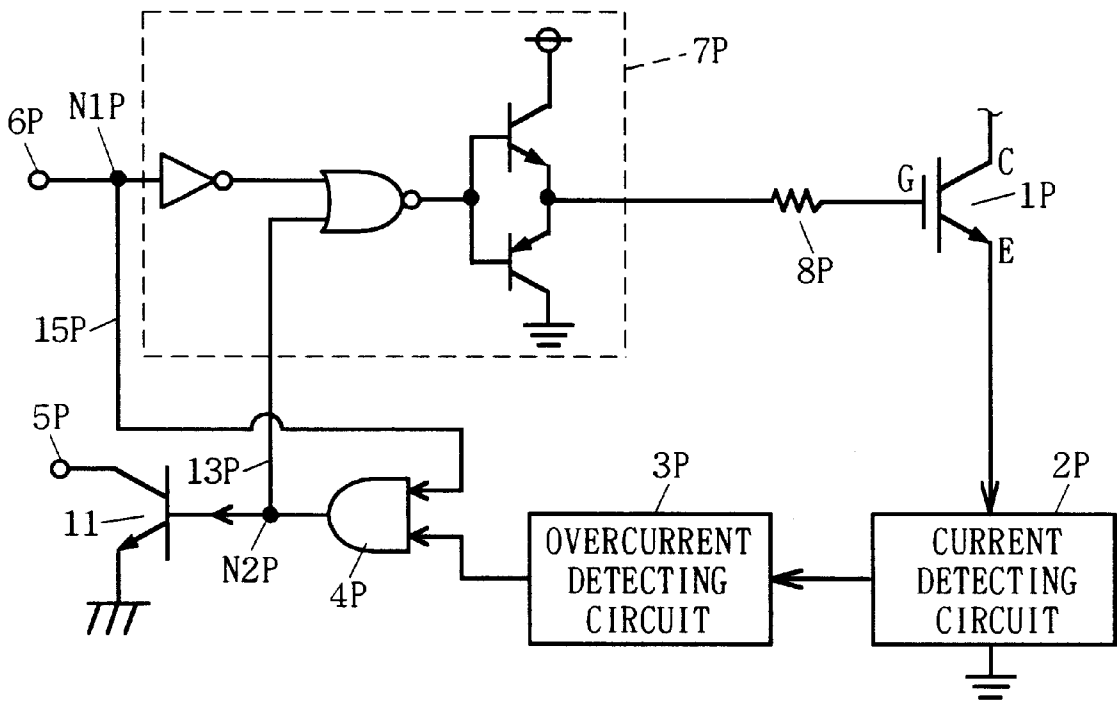 7P
N1P
6P
C
G
1P
E
8P
15P
5P
13P
3P
2P
11
N2P
4P
OVERCURRENT
DETECTING
CIRCUIT
CURRENT
DETECTING
CIRCUIT